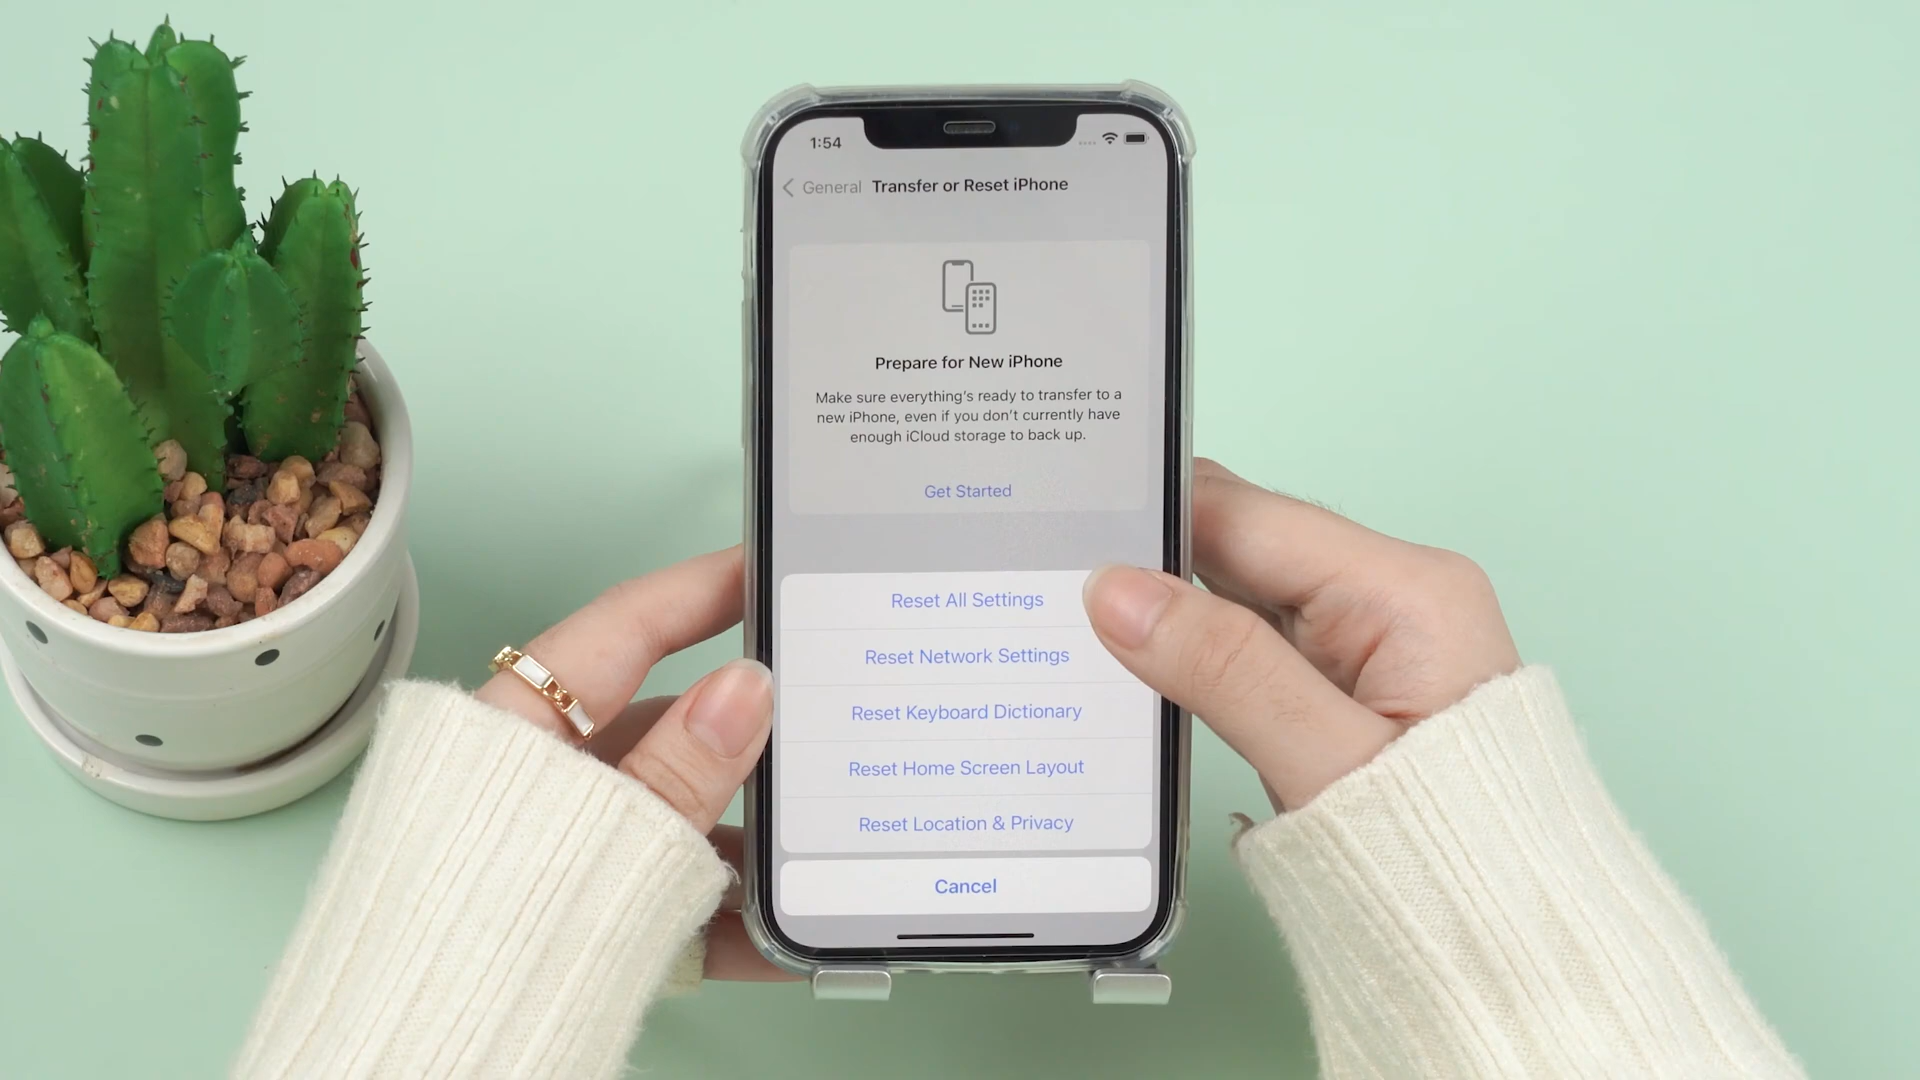 1:54
General Transfer or Reset iPhone
Prepare for New iPhone
Make sure everything's ready to transfer to a
new iPhone, even if you don't currently have
enough iCloud storage to back up.
Get Started
Reset All Settings
Reset Network Settings
Reset Keyboard Dictionary
Reset Home Screen Layout
Reset Location & Privacy
Cancel